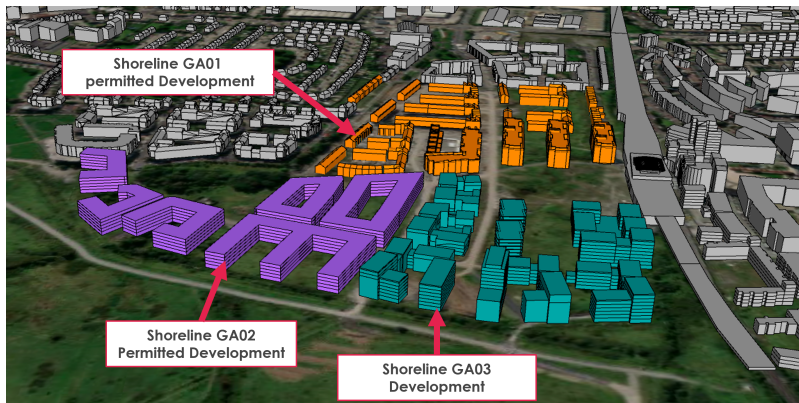 Shoreline GA01
permitted Development
Shoreline GA02
Permitted Development
Shoreline GA03
Development